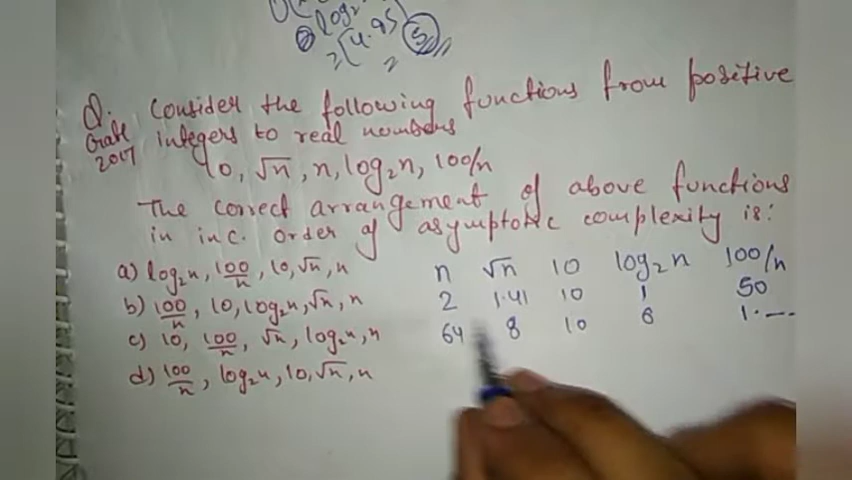 log2
4.95
5
2
2
Q. Consider the following functions from positive
Gate 2017 integers to real numbers
10, √n, n, log₂n, 100/n
The correct arrangement of above functions
in inc. order of asymptotic complexity is:
a) log₂n, 100/n, 10, √n, n
b) 100/n, 10, log₂n, √n, n
c) 10, 100/n, √n, log₂n, n
d) 100/n, log₂n, 10, √n, n
n √n 10 log₂n 100/n
2 1.41 10 1 50
64 8 10 6 1.---